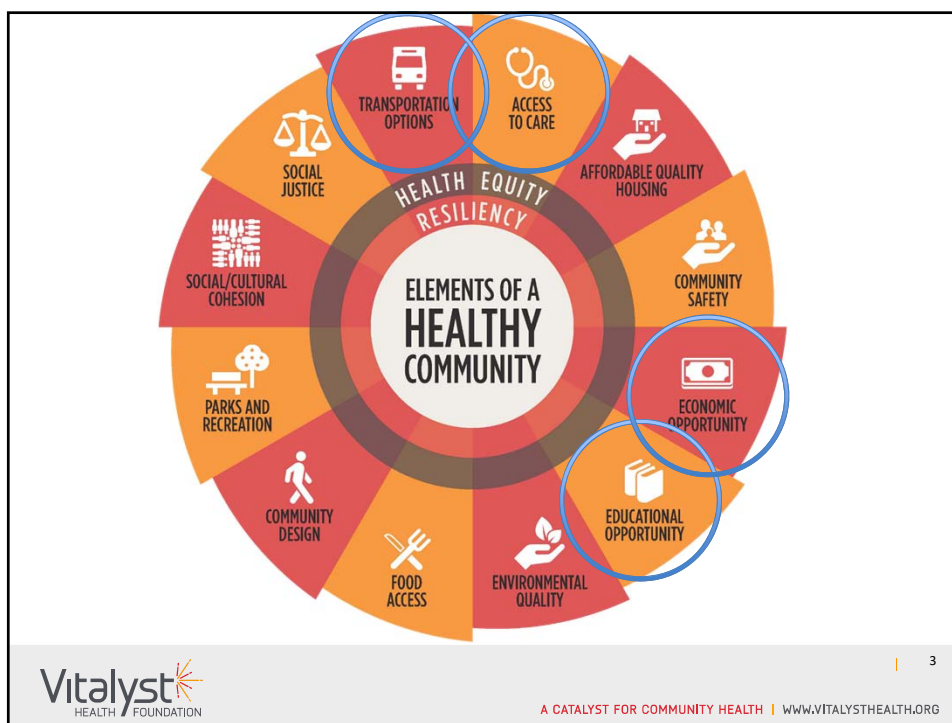 TRANSPORTATION
OPTIONS
ACCESS
TO CARE
AFFORDABLE QUALITY
HOUSING
COMMUNITY
SAFETY
ECONOMIC
OPPORTUNITY
EDUCATIONAL
OPPORTUNITY
ENVIRONMENTAL
QUALITY
FOOD
ACCESS
COMMUNITY
DESIGN
PARKS AND
RECREATION
SOCIAL/CULTURAL
COHESION
SOCIAL
JUSTICE
HEALTH EQUITY
RESILIENCY
ELEMENTS OF A
HEALTHY
COMMUNITY
Vitalyst
HEALTH FOUNDATION
3
A CATALYST FOR COMMUNITY HEALTH | WWW.VITALYSTHEALTH.ORG